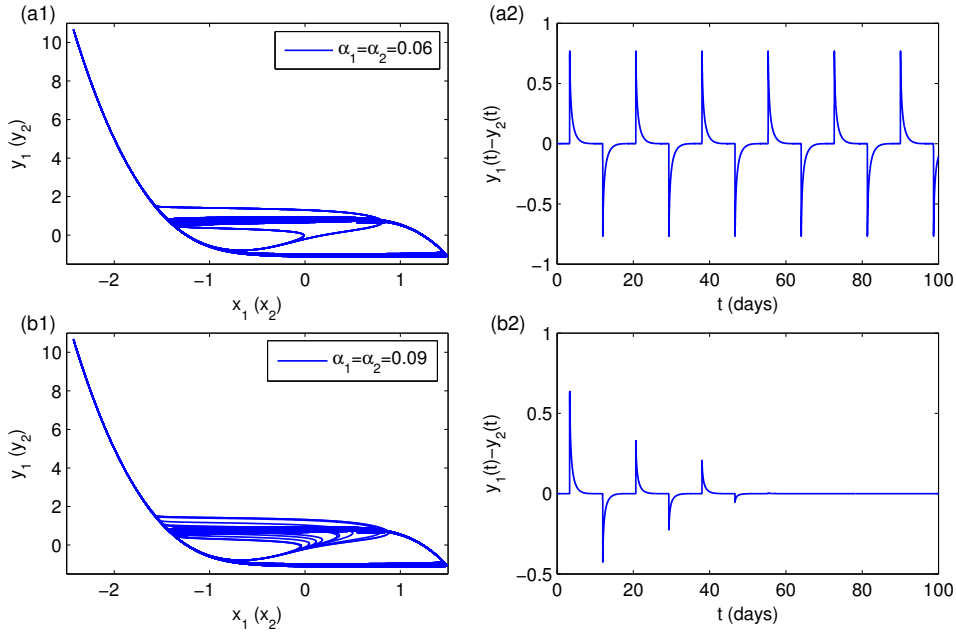 (a1)
α₁=α₂=0.06
10
8
6
4
2
0
−2
−1
0
1
y₁ (y₂)
x₁ (x₂)
(a2)
1
0.5
0
−0.5
−1
0
20
40
60
80
100
y₁(t)−y₂(t)
t (days)
(b1)
α₁=α₂=0.09
10
8
6
4
2
0
−2
−1
0
1
y₁ (y₂)
x₁ (x₂)
(b2)
1
0.5
0
−0.5
0
20
40
60
80
100
y₁(t)−y₂(t)
t (days)